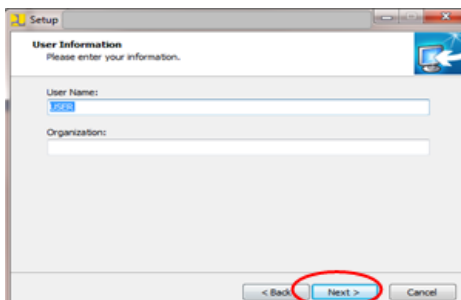 Setup
User Information
Please enter your information.
User Name:
USER
Organization:
< Back
Next >
Cancel